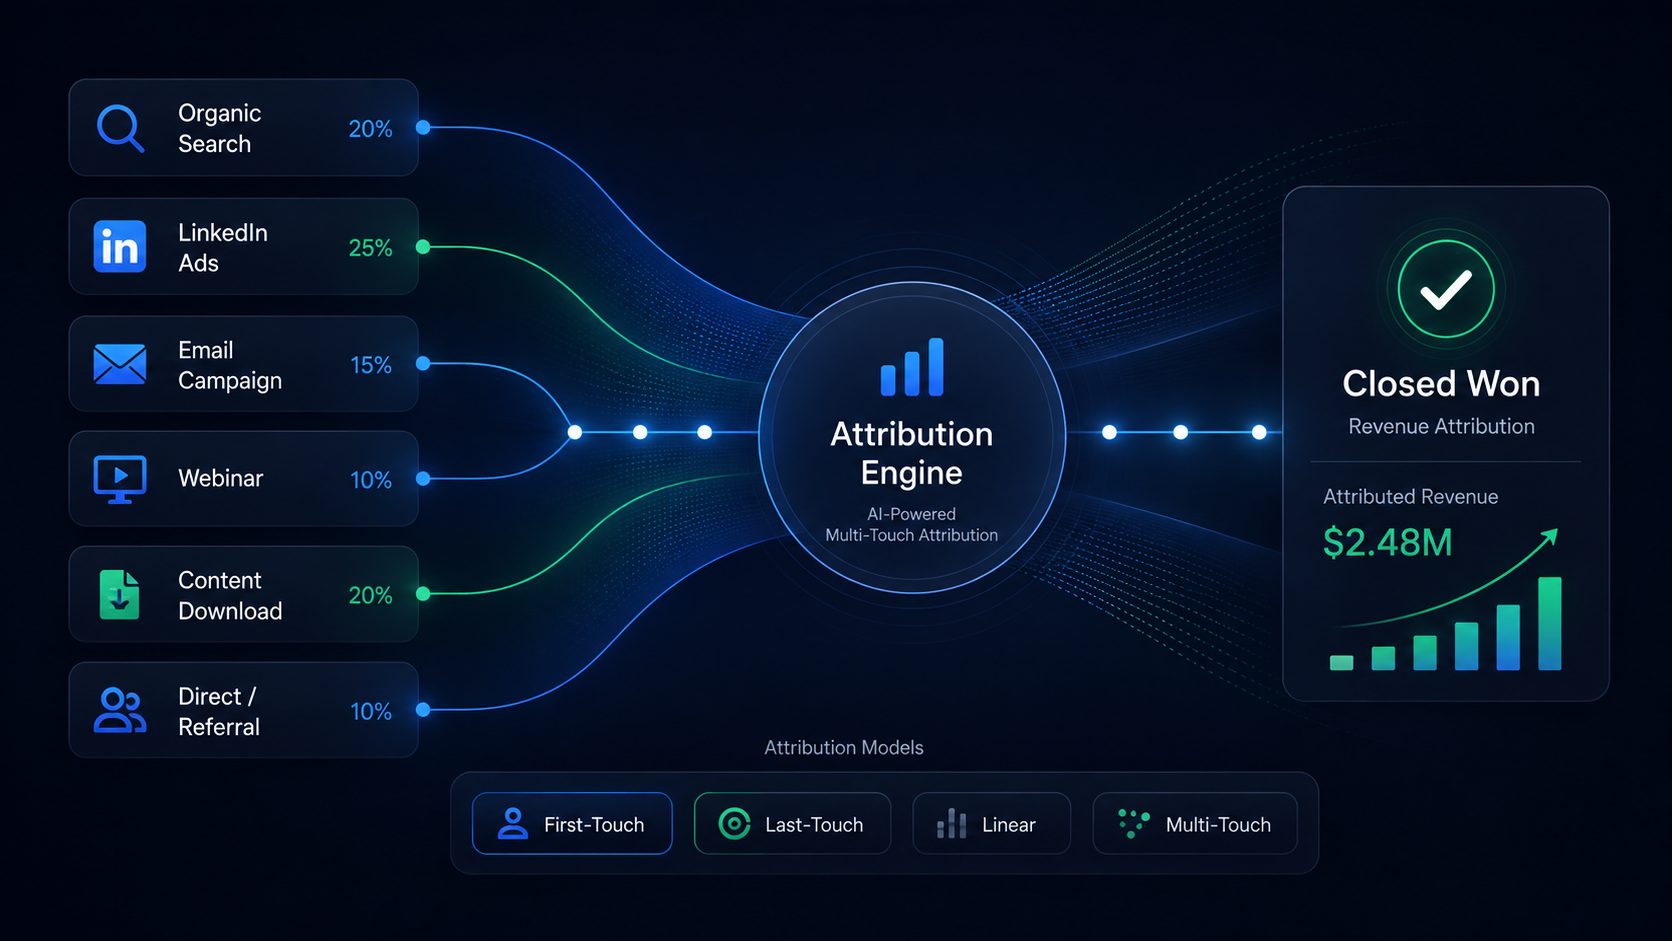 Organic
Search
20%
in
LinkedIn
Ads
25%
Email
Campaign
15%
Webinar
10%
Content
Download
20%
Direct /
Referral
10%
Attribution
Engine
AI-Powered
Multi-Touch Attribution
Closed Won
Revenue Attribution
Attributed Revenue
$2.48M
Attribution Models
First-Touch
Last-Touch
Linear
Multi-Touch